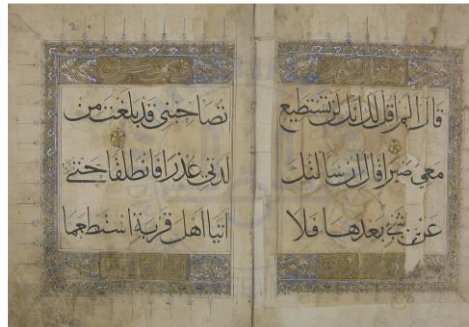 قال الم اقل لك انك لن تستطيع
معي صبرا قال ان سالتك
عن شيء بعدها فلا
تصاحبني قد بلغت من
لدني عذرا فانطلقا حتى
اتيا اهل قرية استطعما